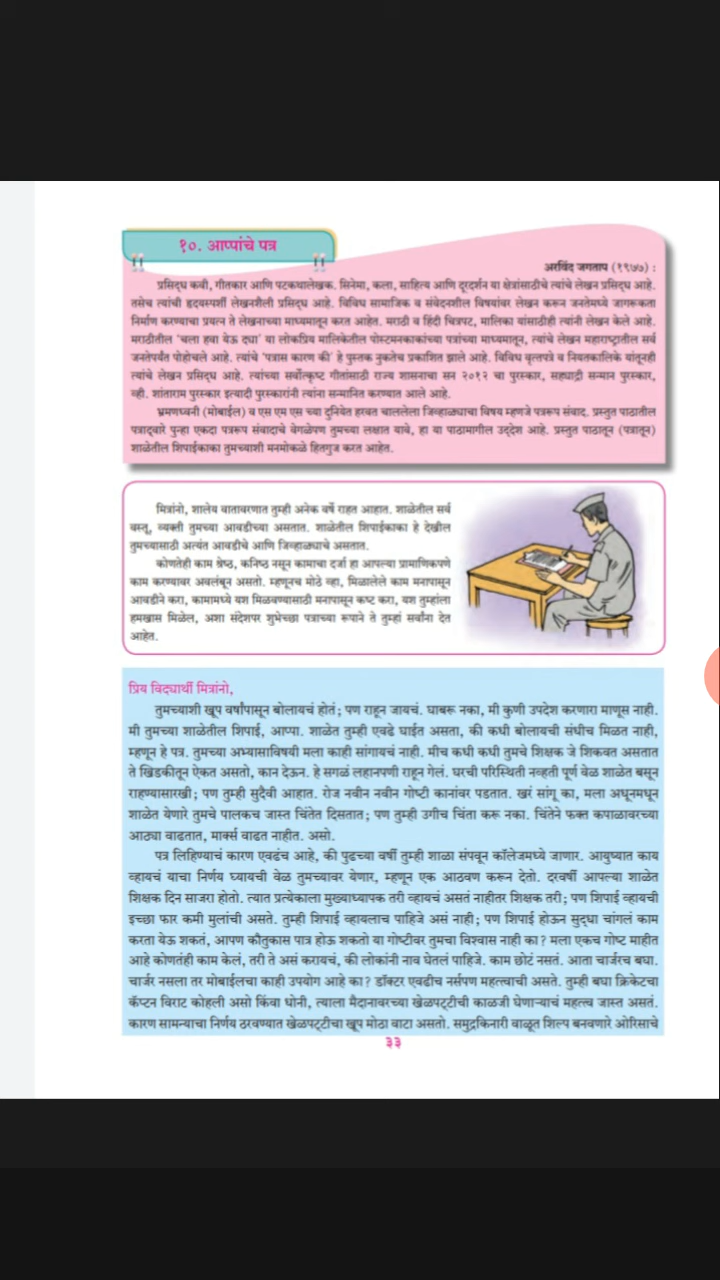 १०. आप्पांचे पत्र
अरविंद जगताप (१९७७) :
प्रसिद्ध कवी, गीतकार आणि पटकथालेखक. सिनेमा, कला, साहित्य आणि दूरदर्शन या क्षेत्रांसाठीचे त्यांचे लेखन प्रसिद्ध आहे.
तसेच त्यांची हृदयस्पर्शी लेखनशैली प्रसिद्ध आहे. विविध सामाजिक व संवेदनशील विषयांवर लेखन करून जनतेमध्ये जागरूकता
निर्माण करण्याचा प्रयत्न ते लेखनाच्या माध्यमातून करत आहेत. मराठी व हिंदी चित्रपट, मालिका यांसाठीही त्यांनी लेखन केले आहे.
मराठीतील 'चला हवा येऊ द्या' या लोकप्रिय मालिकेतील पोस्टमनकाकांच्या पत्रांच्या माध्यमातून, त्यांचे लेखन महाराष्ट्रातील सर्व
जनतेपर्यंत पोहोचले आहे. त्यांचे 'पत्रास कारण की' हे पुस्तक नुकतेच प्रकाशित झाले आहे. विविध वृत्तपत्रे व नियतकालिके यांतूनही
त्यांचे लेखन प्रसिद्ध आहे. त्यांच्या सर्वोत्कृष्ट गीतांसाठी राज्य शासनाचा सन २०१२ चा पुरस्कार, सह्याद्री सन्मान पुरस्कार,
व्ही. शांताराम पुरस्कार इत्यादी पुरस्कारांनी त्यांना सन्मानित करण्यात आले आहे.
भ्रमणध्वनी (मोबाईल) व एस एम एस च्या दुनियेत हरवत चाललेला जिव्हाळ्याचा विषय म्हणजे पत्ररूप संवाद. प्रस्तुत पाठातील
पत्राद्वारे पुन्हा एकदा पत्ररूप संवादाचे वेगळेपण तुमच्या लक्षात यावे, हा या पाठामागील उद्देश आहे. प्रस्तुत पाठातून (पत्रातून)
शाळेतील शिपाईकाका तुमच्याशी मनमोकळे हितगुज करत आहेत.
मित्रांनो, शालेय वातावरणात तुम्ही अनेक वर्षे राहत आहात. शाळेतील सर्व
वस्तू, व्यक्ती तुमच्या आवडीच्या असतात. शाळेतील शिपाईकाका हे देखील
तुमच्यासाठी अत्यंत आवडीचे आणि जिव्हाळ्याचे असतात.
कोणतेही काम श्रेष्ठ, कनिष्ठ नसून कामाचा दर्जा हा आपल्या प्रामाणिकपणे
काम करण्यावर अवलंबून असतो. म्हणूनच मोठे व्हा, मिळालेले काम मनापासून
आवडीने करा, कामामध्ये यश मिळवण्यासाठी मनापासून कष्ट करा, यश तुम्हांला
हमखास मिळेल, अशा संदेशपर शुभेच्छा पत्राच्या रूपाने ते तुम्हां सर्वांना देत
आहेत.
प्रिय विद्यार्थी मित्रांनो,
तुमच्याशी खूप वर्षांपासून बोलायचं होतं; पण राहून जायचं. घाबरू नका, मी कुणी उपदेश करणारा माणूस नाही.
मी तुमच्या शाळेतील शिपाई, आप्पा. शाळेत तुम्ही एवढे घाईत असता, की कधी बोलायची संधीच मिळत नाही,
म्हणून हे पत्र. तुमच्या अभ्यासाविषयी मला काही सांगायचं नाही. मीच कधी कधी तुमचे शिक्षक जे शिकवत असतात
ते खिडकीतून ऐकत असतो, कान देऊन. हे सगळं लहानपणी राहून गेलं. घरची परिस्थिती नव्हती पूर्ण वेळ शाळेत बसून
राहण्यासारखी; पण तुम्ही सुदैवी आहात. रोज नवीन नवीन गोष्टी कानांवर पडतात. खरं सांगू का, मला अधूनमधून
शाळेत येणारे तुमचे पालकच जास्त चिंतेत दिसतात; पण तुम्ही उगीच चिंता करू नका. चिंतेने फक्त कपाळावरच्या
आठ्या वाढतात, मार्क्स वाढत नाहीत. असो.
पत्र लिहिण्याचं कारण एवढंच आहे, की पुढच्या वर्षी तुम्ही शाळा संपवून कॉलेजमध्ये जाणार. आयुष्यात काय
व्हायचं याचा निर्णय घ्यायची वेळ तुमच्यावर येणार, म्हणून एक आठवण करून देतो. दरवर्षी आपल्या शाळेत
शिक्षक दिन साजरा होतो. त्यात प्रत्येकाला मुख्याध्यापक तरी व्हायचं असतं नाहीतर शिक्षक तरी; पण शिपाई व्हायची
इच्छा फार कमी मुलांची असते. तुम्ही शिपाई व्हायलाच पाहिजे असं नाही; पण शिपाई होऊन सुद्धा चांगलं काम
करता येऊ शकतं, आपण कौतुकास पात्र होऊ शकतो या गोष्टीवर तुमचा विश्वास नाही का? मला एकच गोष्ट माहीत
आहे कोणतंही काम केलं, तरी ते असं करायचं, की लोकांनी नाव घेतलं पाहिजे. काम छोटं नसतं. आता चार्जरच बघा.
चार्जर नसला तर मोबाईलचा काही उपयोग आहे का? डॉक्टर एवढीच नर्सपण महत्त्वाची असते. तुम्ही बघा क्रिकेटचा
कॅप्टन विराट कोहली असो किंवा धोनी, त्याला मैदानावरच्या खेळपट्टीची काळजी घेणाऱ्याचं महत्त्व जास्त असतं.
कारण सामन्याचा निर्णय ठरवण्यात खेळपट्टीचा खूप मोठा वाटा असतो. समुद्रकिनारी वाळूत शिल्प बनवणारे ओरिसाचे
३३